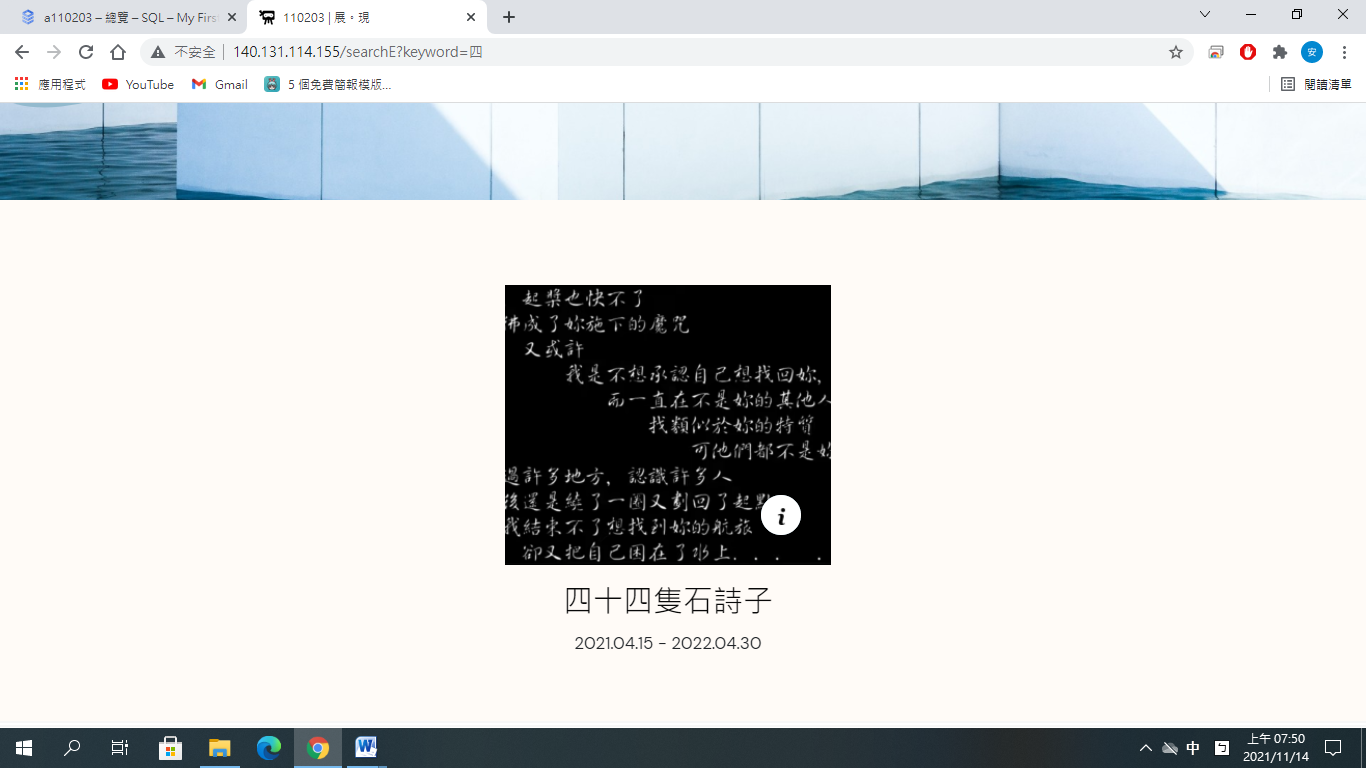 a110203 – 總覽 – SQL – My Firs
110203 | 展。現
不安全 | 140.131.114.155/searchE?keyword=四
安
應用程式 YouTube Gmail 5 個免費簡報模版... 閱讀清單
起槳也快不了
彿成了妳施下的魔咒
又或許
我是不想承認自己想找回妳,
而一直在不是妳的其他人
找類似於妳的特質
可他們都不是妳
過許多地方, 認識許多人
後還是繞了一圈又劃回了起點
我結束不了想找到妳的航旅
卻又把自己困在了水上. . . .
i
四十四隻石詩子
2021.04.15 - 2022.04.30
中 ㄅ 上午 07:50
2021/11/14